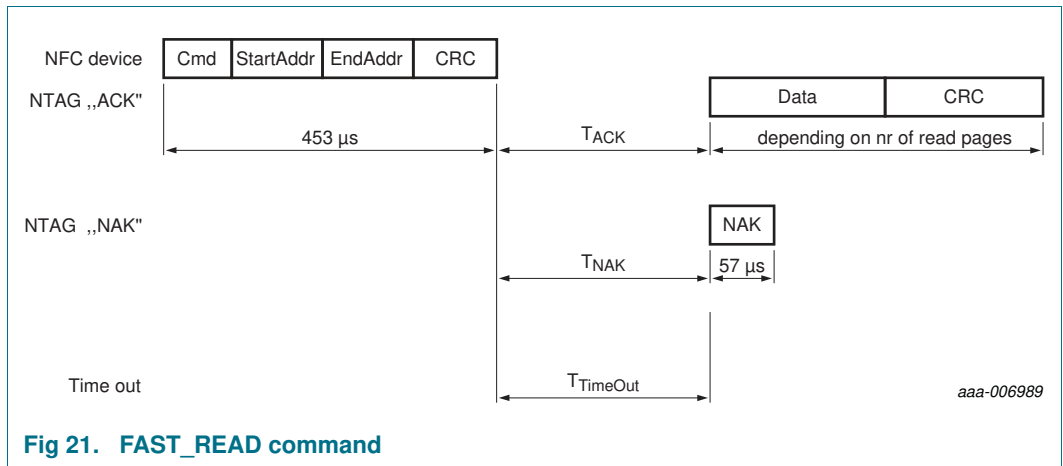 NFC device Cmd StartAddr EndAddr CRC
NTAG ,,ACK" Data CRC
453 µs TACK depending on nr of read pages
NTAG ,,NAK" NAK
TNAK 57 µs
Time out TTimeOut aaa-006989
Fig 21. FAST_READ command